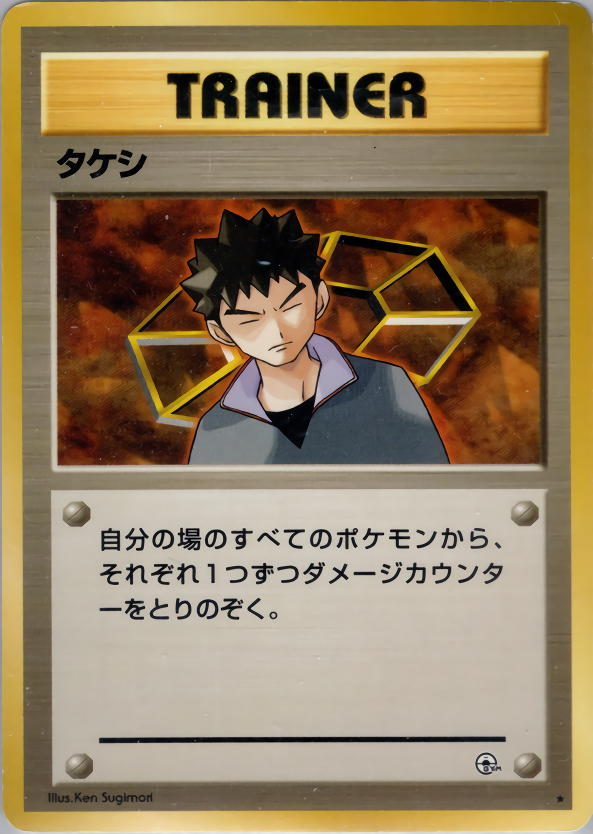 TRAINER
タケシ
自分の場のすべてのポケモンから、
それぞれ1つずつダメージカウンタ
ーをとりのぞく。
GYM
Illus.Ken Sugimori
★